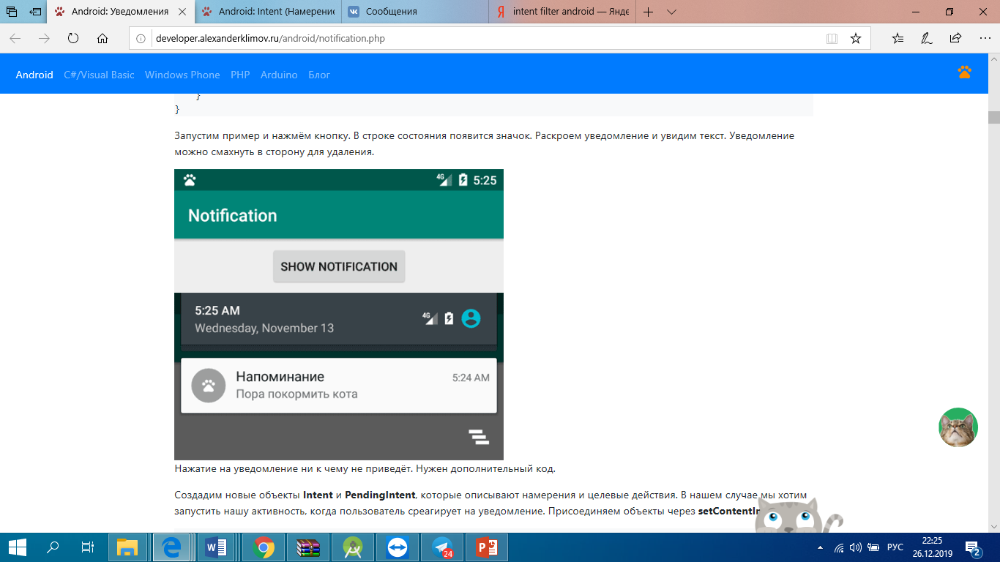 Android: Уведомления
Android: Intent (Намерение
Сообщения
intent filter android — Янде
developer.alexanderklimov.ru/android/notification.php
Android C#/Visual Basic Windows Phone PHP Arduino Блог
}
}
Запустим пример и нажмём кнопку. В строке состояния появится значок. Раскроем уведомление и увидим текст. Уведомление
можно смахнуть в сторону для удаления.
4G 5:25
Notification
SHOW NOTIFICATION
5:25 AM
4G
Wednesday, November 13
Напоминание 5:24 AM
Пора покормить кота
Нажатие на уведомление ни к чему не приведёт. Нужен дополнительный код.
Создадим новые объекты Intent и PendingIntent, которые описывают намерения и целевые действия. В нашем случае мы хотим
запустить нашу активность, когда пользователь среагирует на уведомление. Присоединяем объекты через setContentIn
24
РУС
22:25
26.12.2019
2